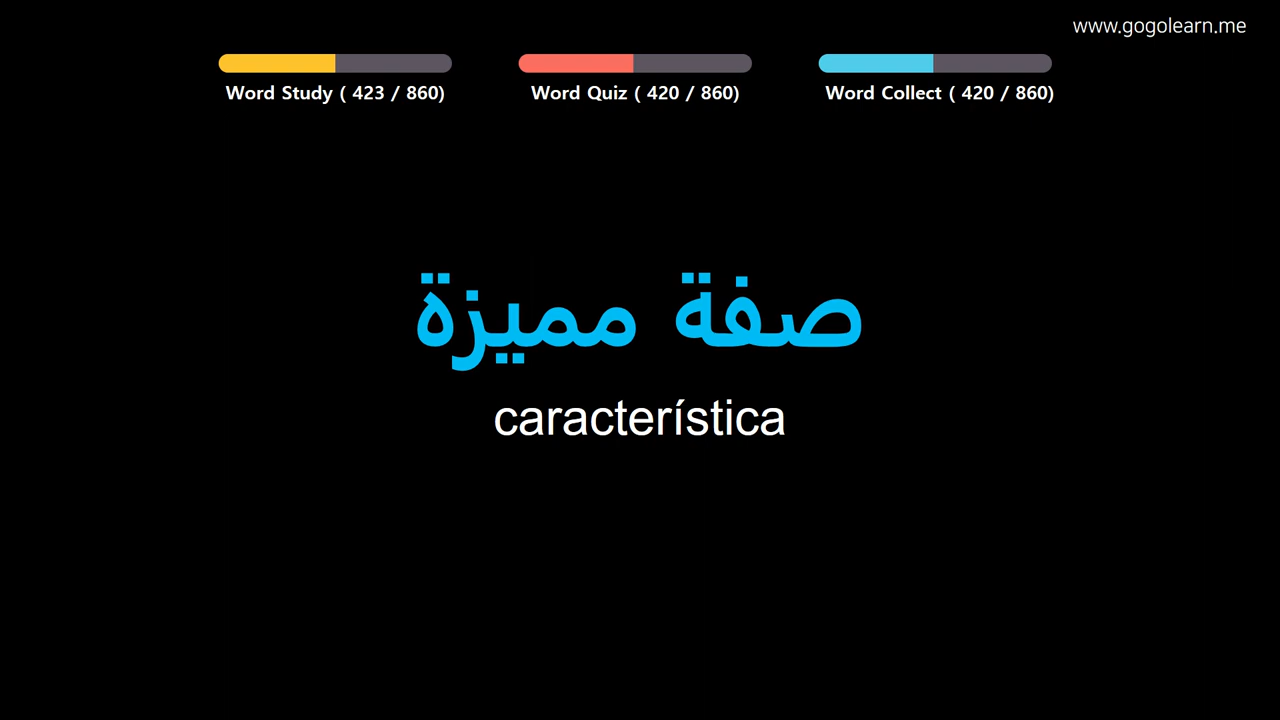 www.gogolearn.me
Word Study ( 423 / 860)
Word Quiz ( 420 / 860)
Word Collect ( 420 / 860)
صفة مميزة
característica